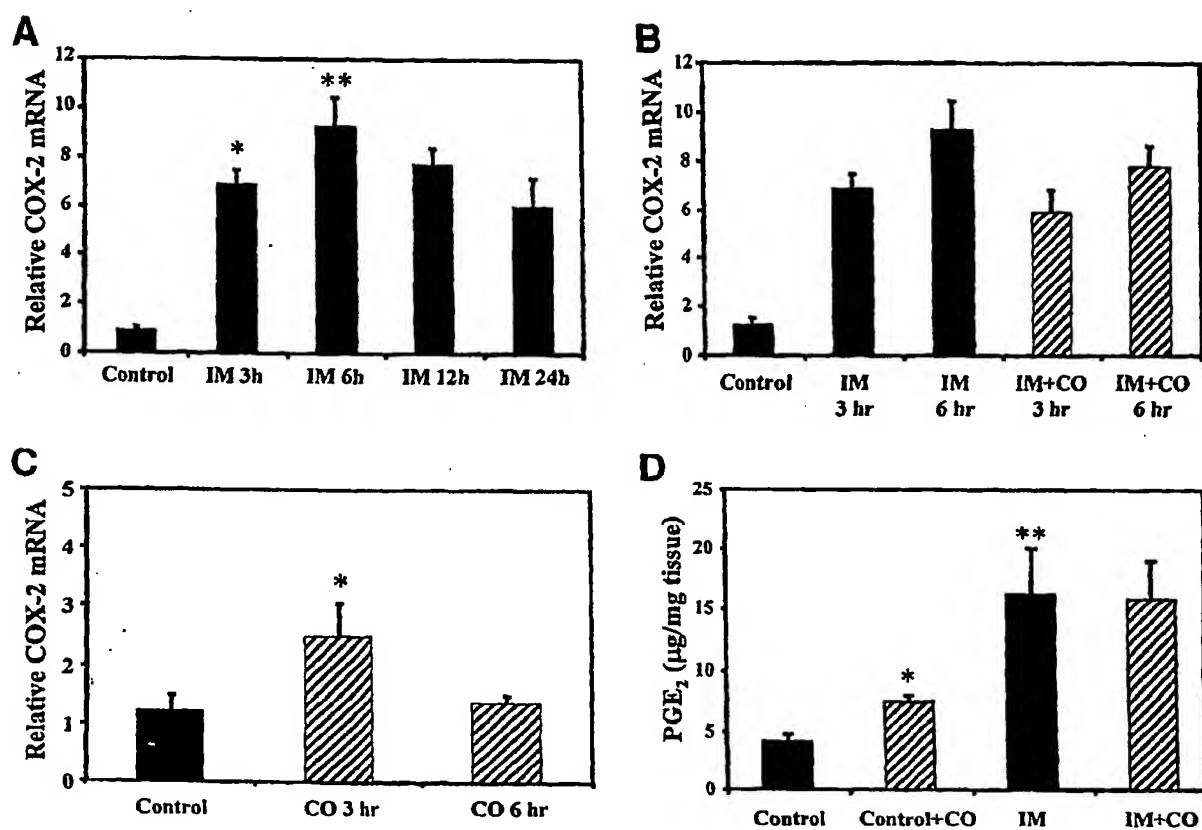 A
Relative COX-2 mRNA
12
10
8
6
4
2
0
*
**
Control IM 3h IM 6h IM 12h IM 24h
B
Relative COX-2 mRNA
12
10
8
6
4
2
0
Control IM IM IM+CO IM+CO
3 hr 6 hr 3 hr 6 hr
C
Relative COX-2 mRNA
5
4
3
2
1
0
*
Control CO 3 hr CO 6 hr
D
PGE₂ (µg/mg tissue)
25
20
15
10
5
0
*
**
Control Control+CO IM IM+CO